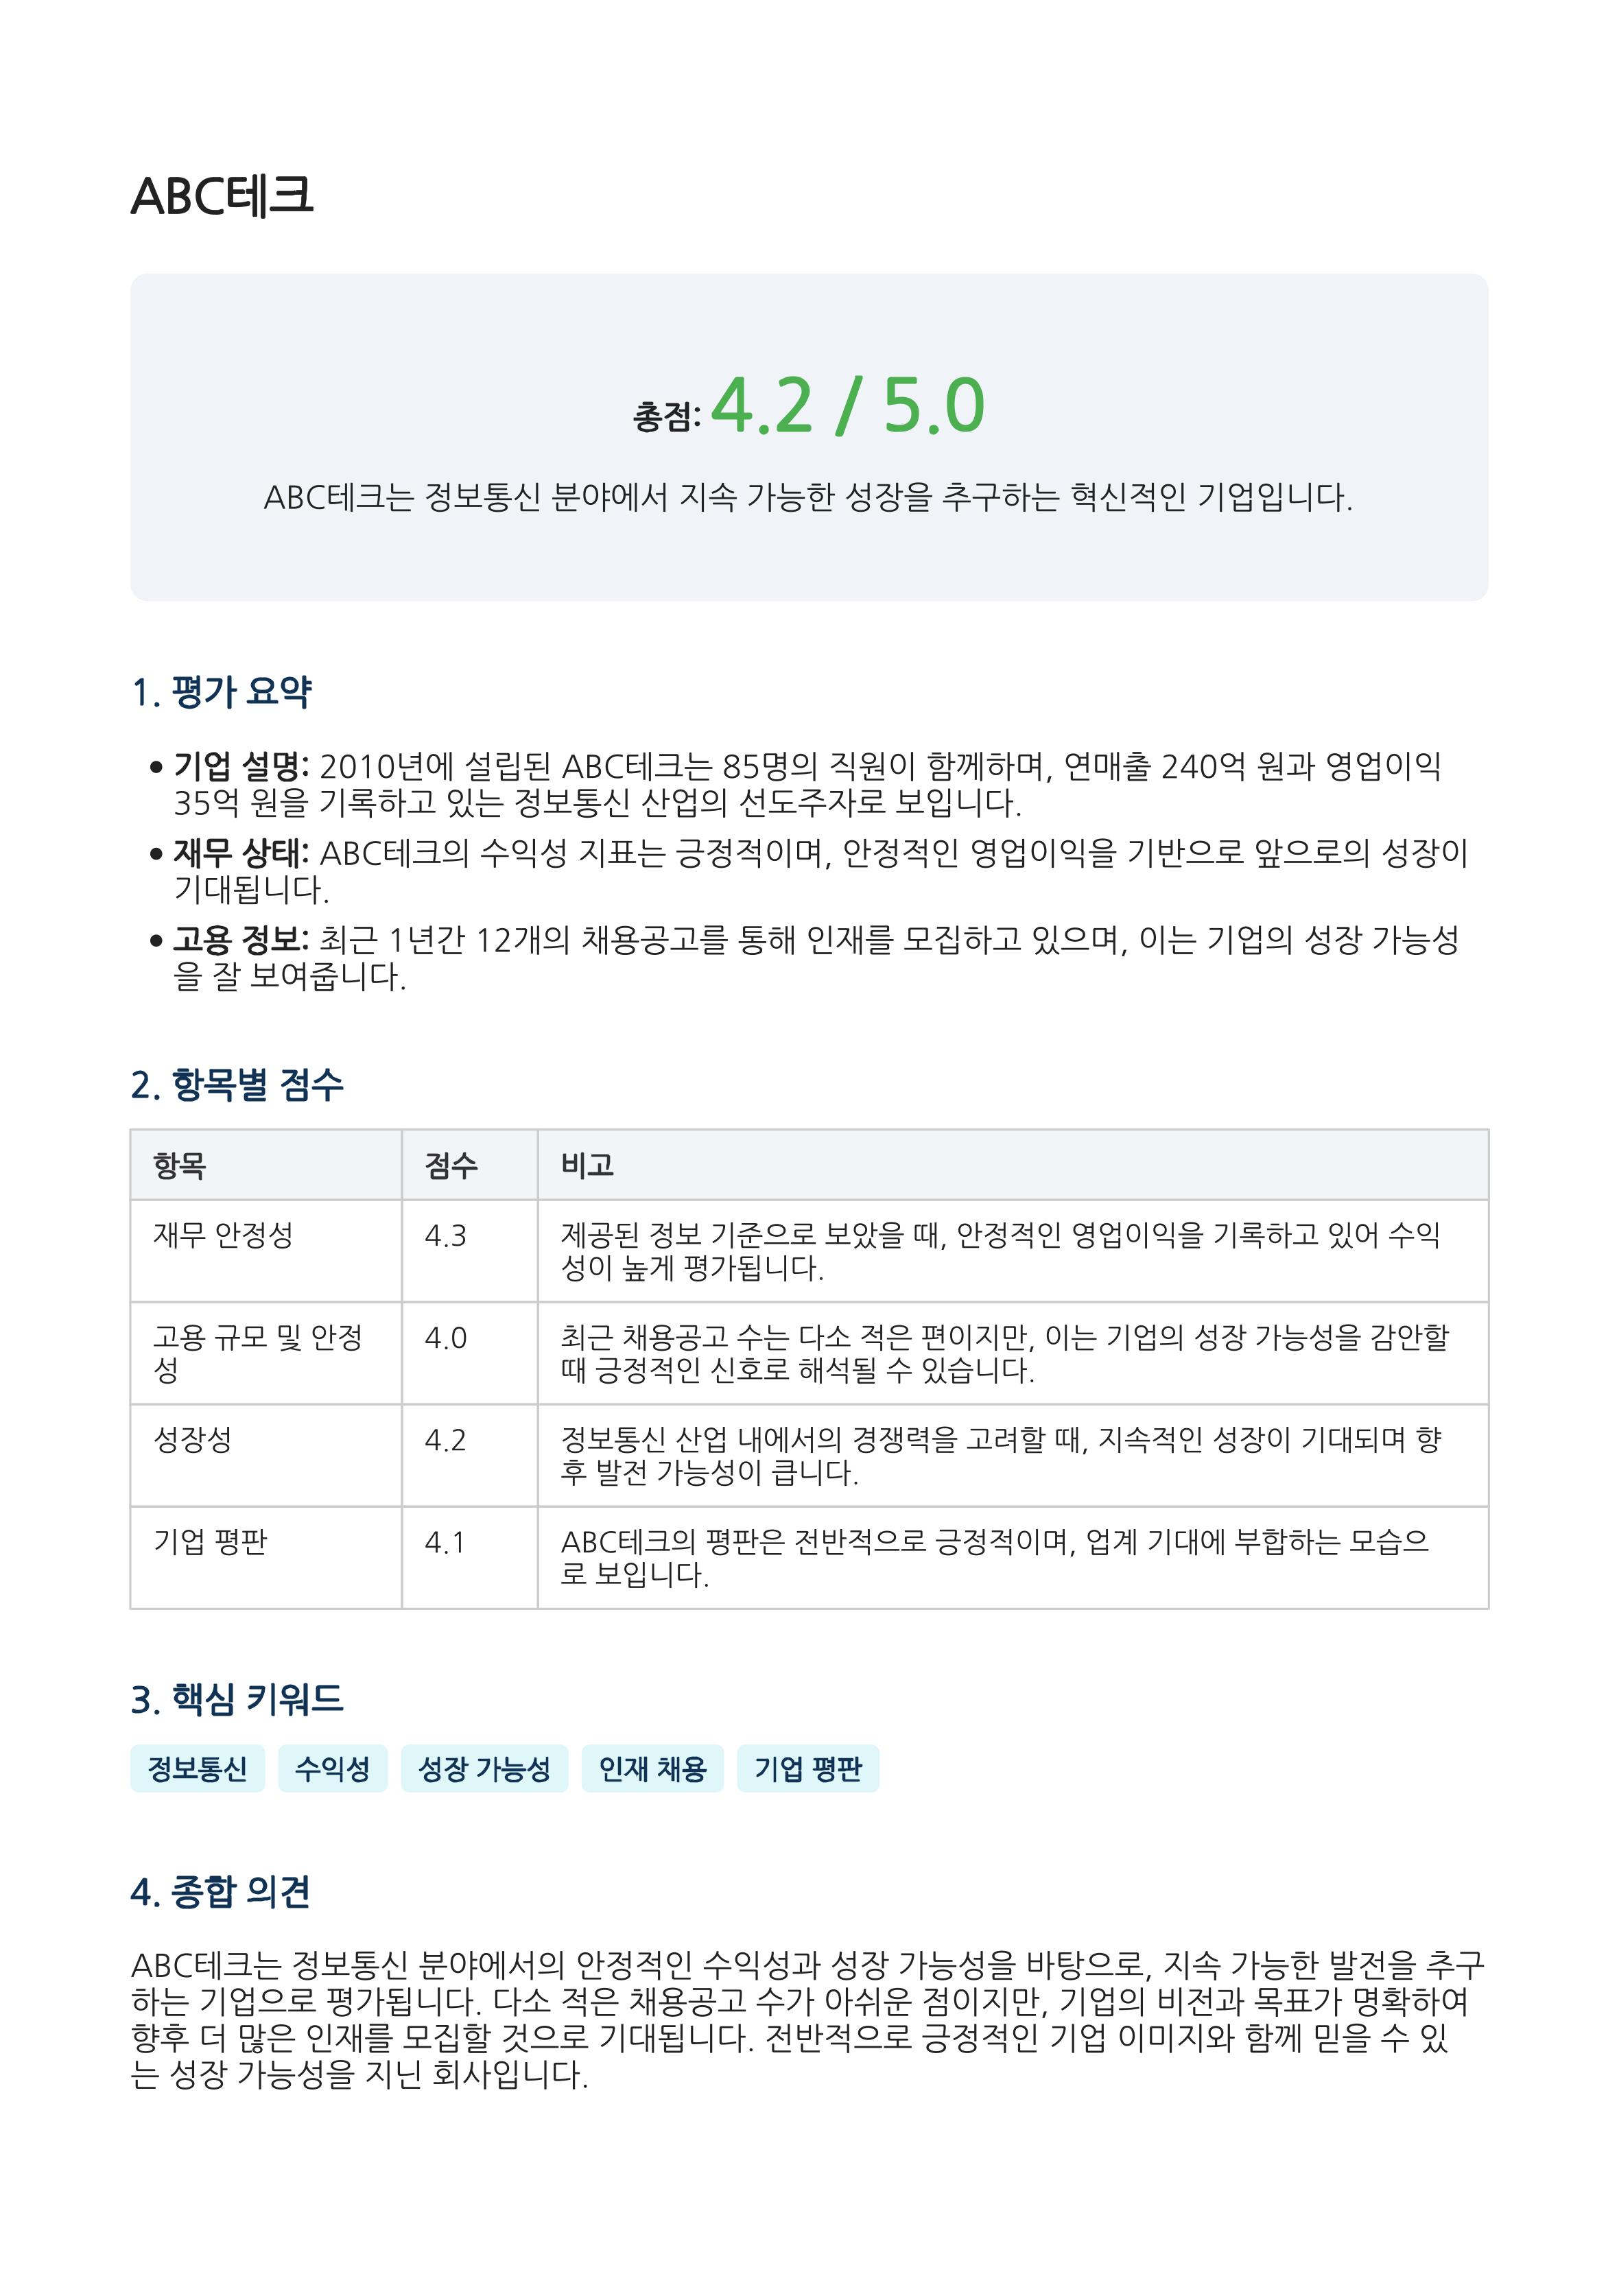 ABC테크
총점: 4.2 / 5.0
ABC테크는 정보통신 분야에서 지속 가능한 성장을 추구하는 혁신적인 기업입니다.
1. 평가 요약
• 기업 설명: 2010년에 설립된 ABC테크는 85명의 직원이 함께하며, 연매출 240억 원과 영업이익
35억 원을 기록하고 있는 정보통신 산업의 선도주자로 보입니다.
• 재무 상태: ABC테크의 수익성 지표는 긍정적이며, 안정적인 영업이익을 기반으로 앞으로의 성장이
기대됩니다.
• 고용 정보: 최근 1년간 12개의 채용공고를 통해 인재를 모집하고 있으며, 이는 기업의 성장 가능성
을 잘 보여줍니다.
2. 항목별 점수
항목 점수 비고
재무 안정성 4.3 제공된 정보 기준으로 보았을 때, 안정적인 영업이익을 기록하고 있어 수익
성이 높게 평가됩니다.
고용 규모 및 안정 4.0 최근 채용공고 수는 다소 적은 편이지만, 이는 기업의 성장 가능성을 감안할
성 때 긍정적인 신호로 해석될 수 있습니다.
성장성 4.2 정보통신 산업 내에서의 경쟁력을 고려할 때, 지속적인 성장이 기대되며 향
후 발전 가능성이 큽니다.
기업 평판 4.1 ABC테크의 평판은 전반적으로 긍정적이며, 업계 기대에 부합하는 모습으
로 보입니다.
3. 핵심 키워드
정보통신 수익성 성장 가능성 인재 채용 기업 평판
4. 종합 의견
ABC테크는 정보통신 분야에서의 안정적인 수익성과 성장 가능성을 바탕으로, 지속 가능한 발전을 추구
하는 기업으로 평가됩니다. 다소 적은 채용공고 수가 아쉬운 점이지만, 기업의 비전과 목표가 명확하여
향후 더 많은 인재를 모집할 것으로 기대됩니다. 전반적으로 긍정적인 기업 이미지와 함께 믿을 수 있
는 성장 가능성을 지닌 회사입니다.